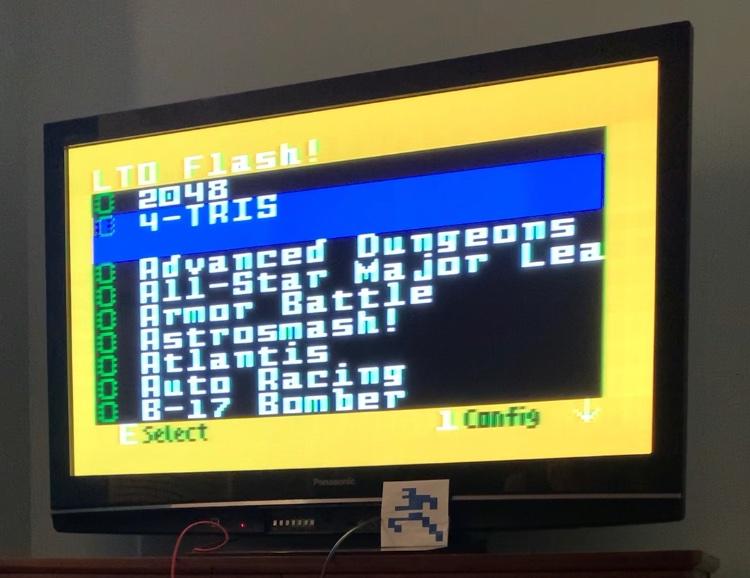 LTO Flash!
2048
4-TRIS
Advanced Dungeons
All-Star Major Lea
Armor Battle
Astrosmash!
Atlantis
Auto Racing
B-17 Bomber
E Select
1 Config
Panasonic